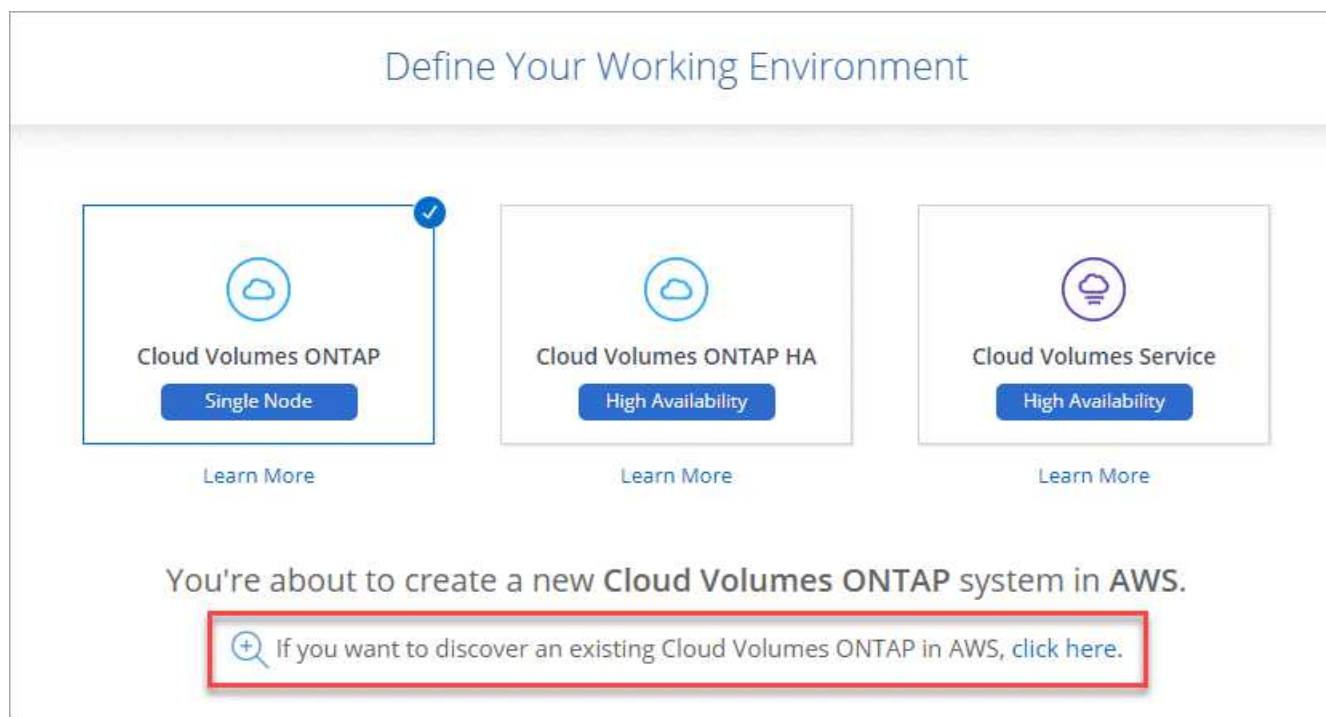 Define Your Working Environment
Cloud Volumes ONTAP
Single Node
Learn More
Cloud Volumes ONTAP HA
High Availability
Learn More
Cloud Volumes Service
High Availability
Learn More
You're about to create a new Cloud Volumes ONTAP system in AWS.
If you want to discover an existing Cloud Volumes ONTAP in AWS, click here.